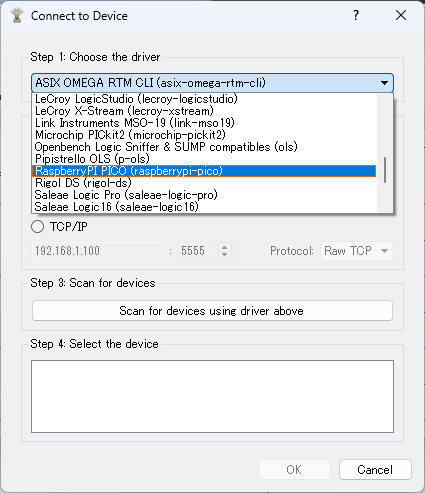 Connect to Device
?
Step 1: Choose the driver
ASIX OMEGA RTM CLI (asix-omega-rtm-cli)
LeCroy LogicStudio (lecroy-logicstudio)
LeCroy X-Stream (lecroy-xstream)
Link Instruments MSO-19 (link-mso19)
Microchip PICkit2 (microchip-pickit2)
Openbench Logic Sniffer & SUMP compatibles (ols)
Pipistrello OLS (p-ols)
RaspberryPI PICO (raspberrypi-pico)
Rigol DS (rigol-ds)
Saleae Logic Pro (saleae-logic-pro)
Saleae Logic16 (saleae-logic16)
TCP/IP
192.168.1.100 : 5555 Protocol: Raw TCP
Step 3: Scan for devices
Scan for devices using driver above
Step 4: Select the device
OK Cancel